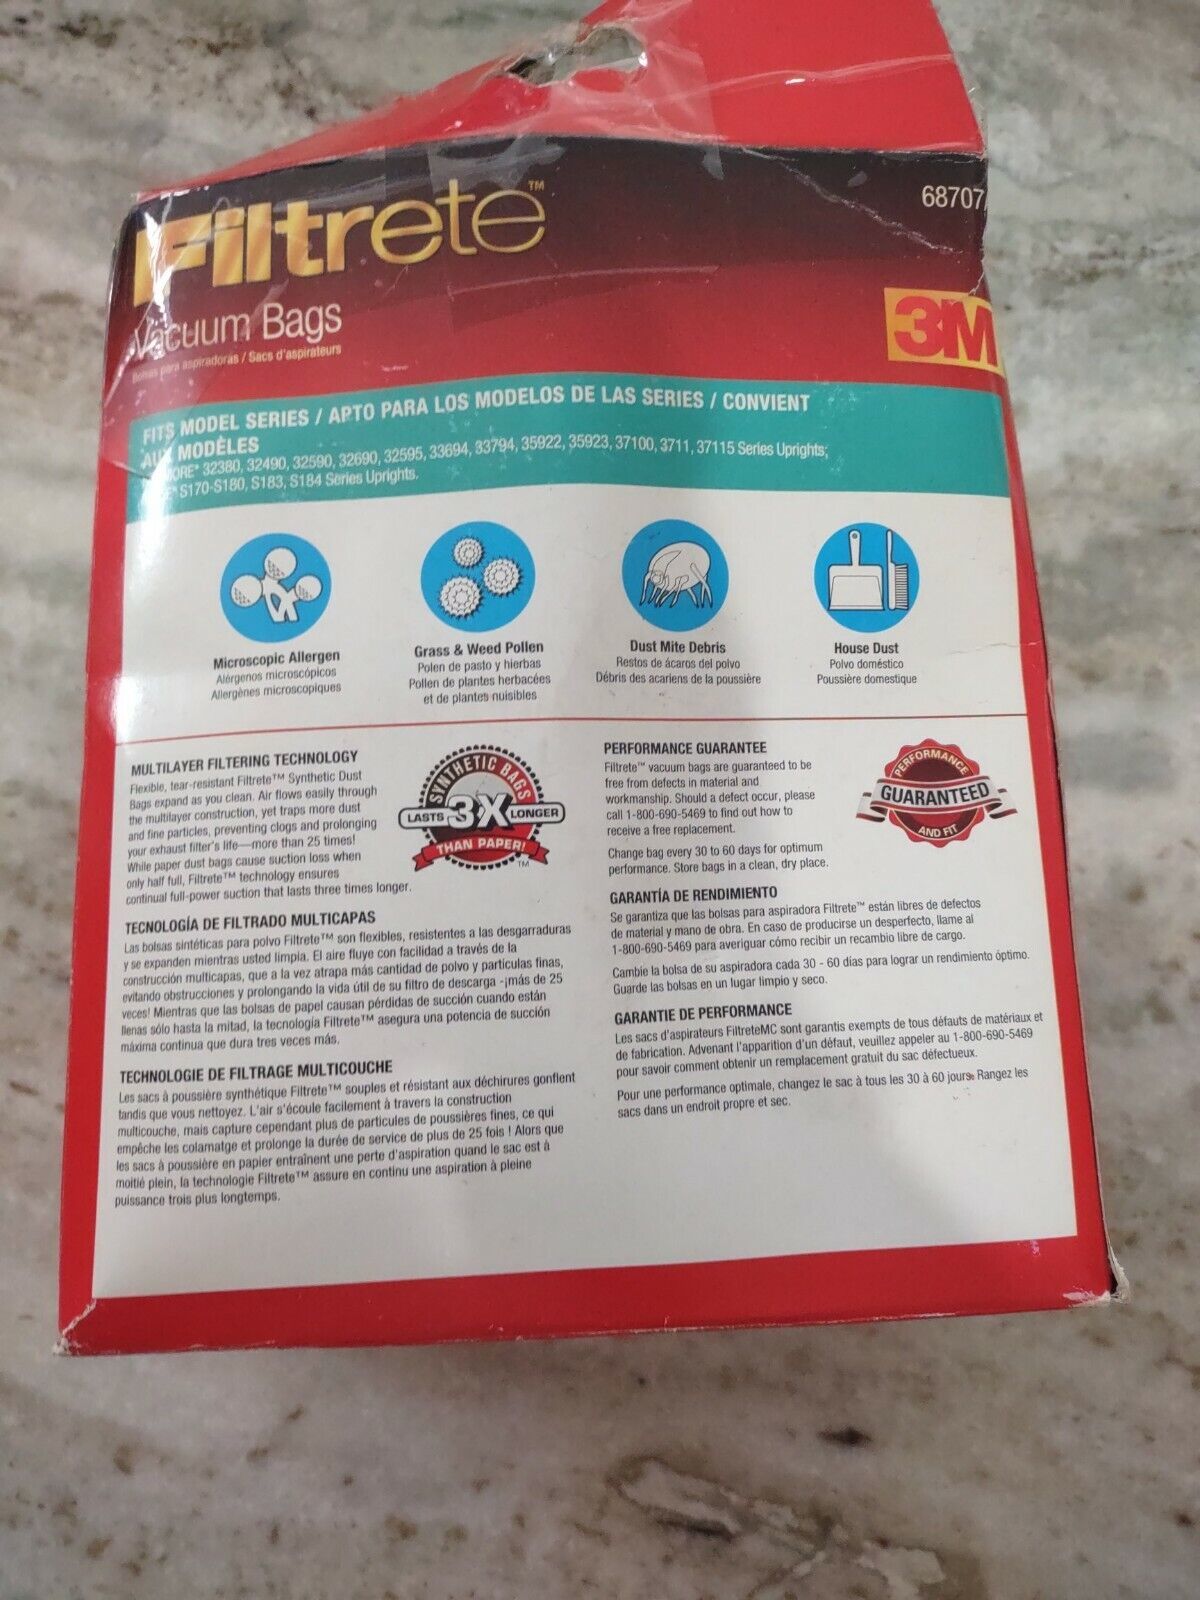 Filtrete™
68707
Vacuum Bags
3M
Bolsas para aspiradoras / Sacs d'aspirateurs
FITS MODEL SERIES / APTO PARA LOS MODELOS DE LAS SERIES / CONVIENT
AUX MODÈLES
32380, 32490, 32590, 32690, 32595, 33694, 33794, 35922, 35923, 37100, 3711, 37115 Series Uprights;
S170-S180, S183, S184 Series Uprights.
Microscopic Allergen
Alérgenos microscópicos
Allergènes microscopiques
Grass & Weed Pollen
Polen de pasto y hierbas
Pollen de plantes herbacées
et de plantes nuisibles
Dust Mite Debris
Restos de ácaros del polvo
Débris des acariens de la poussière
House Dust
Polvo doméstico
Poussière domestique
MULTILAYER FILTERING TECHNOLOGY
Flexible, tear-resistant Filtrete™ Synthetic Dust
Bags expand as you clean. Air flows easily through
the multilayer construction, yet traps more dust
and fine particles, preventing clogs and prolonging
your exhaust filter's life—more than 25 times!
While paper dust bags cause suction loss when
only half full, Filtrete™ technology ensures
continual full-power suction that lasts three times longer.
SYNTHETIC BAGS
LASTS 3X LONGER
THAN PAPER!
TM
TECNOLOGÍA DE FILTRADO MULTICAPAS
Las bolsas sintéticas para polvo Filtrete™ son flexibles, resistentes a las desgarraduras
y se expanden mientras usted limpia. El aire fluye con facilidad a través de la
construcción multicapas, que a la vez atrapa más cantidad de polvo y partículas finas,
evitando obstrucciones y prolongando la vida útil de su filtro de descarga -¡más de 25
veces! Mientras que las bolsas de papel causan pérdidas de succión cuando están
llenas sólo hasta la mitad, la tecnología Filtrete™ asegura una potencia de succión
máxima continua que dura tres veces más.
TECHNOLOGIE DE FILTRAGE MULTICOUCHE
Les sacs à poussière synthétique Filtrete™ souples et résistant aux déchirures gonflent
tandis que vous nettoyez. L'air s'écoule facilement à travers la construction
multicouche, mais capture cependant plus de particules de poussières fines, ce qui
empêche les colamatge et prolonge la durée de service de plus de 25 fois ! Alors que
les sacs à poussière en papier entraînent une perte d'aspiration quand le sac est à
moitié plein, la technologie Filtrete™ assure en continu une aspiration à pleine
puissance trois plus longtemps.
PERFORMANCE GUARANTEE
Filtrete™ vacuum bags are guaranteed to be
free from defects in material and
workmanship. Should a defect occur, please
call 1-800-690-5469 to find out how to
receive a free replacement.
Change bag every 30 to 60 days for optimum
performance. Store bags in a clean, dry place.
PERFORMANCE
GUARANTEED
AND FIT
GARANTÍA DE RENDIMIENTO
Se garantiza que las bolsas para aspiradora Filtrete™ están libres de defectos
de material y mano de obra. En caso de producirse un desperfecto, llame al
1-800-690-5469 para averiguar cómo recibir un recambio libre de cargo.
Cambie la bolsa de su aspiradora cada 30 - 60 días para lograr un rendimiento óptimo.
Guarde las bolsas en un lugar limpio y seco.
GARANTIE DE PERFORMANCE
Les sacs d'aspirateurs FiltreteMC sont garantis exempts de tous défauts de matériaux et
de fabrication. Advenant l'apparition d'un défaut, veuillez appeler au 1-800-690-5469
pour savoir comment obtenir un remplacement gratuit du sac défectueux.
Pour une performance optimale, changez le sac à tous les 30 à 60 jours. Rangez les
sacs dans un endroit propre et sec.